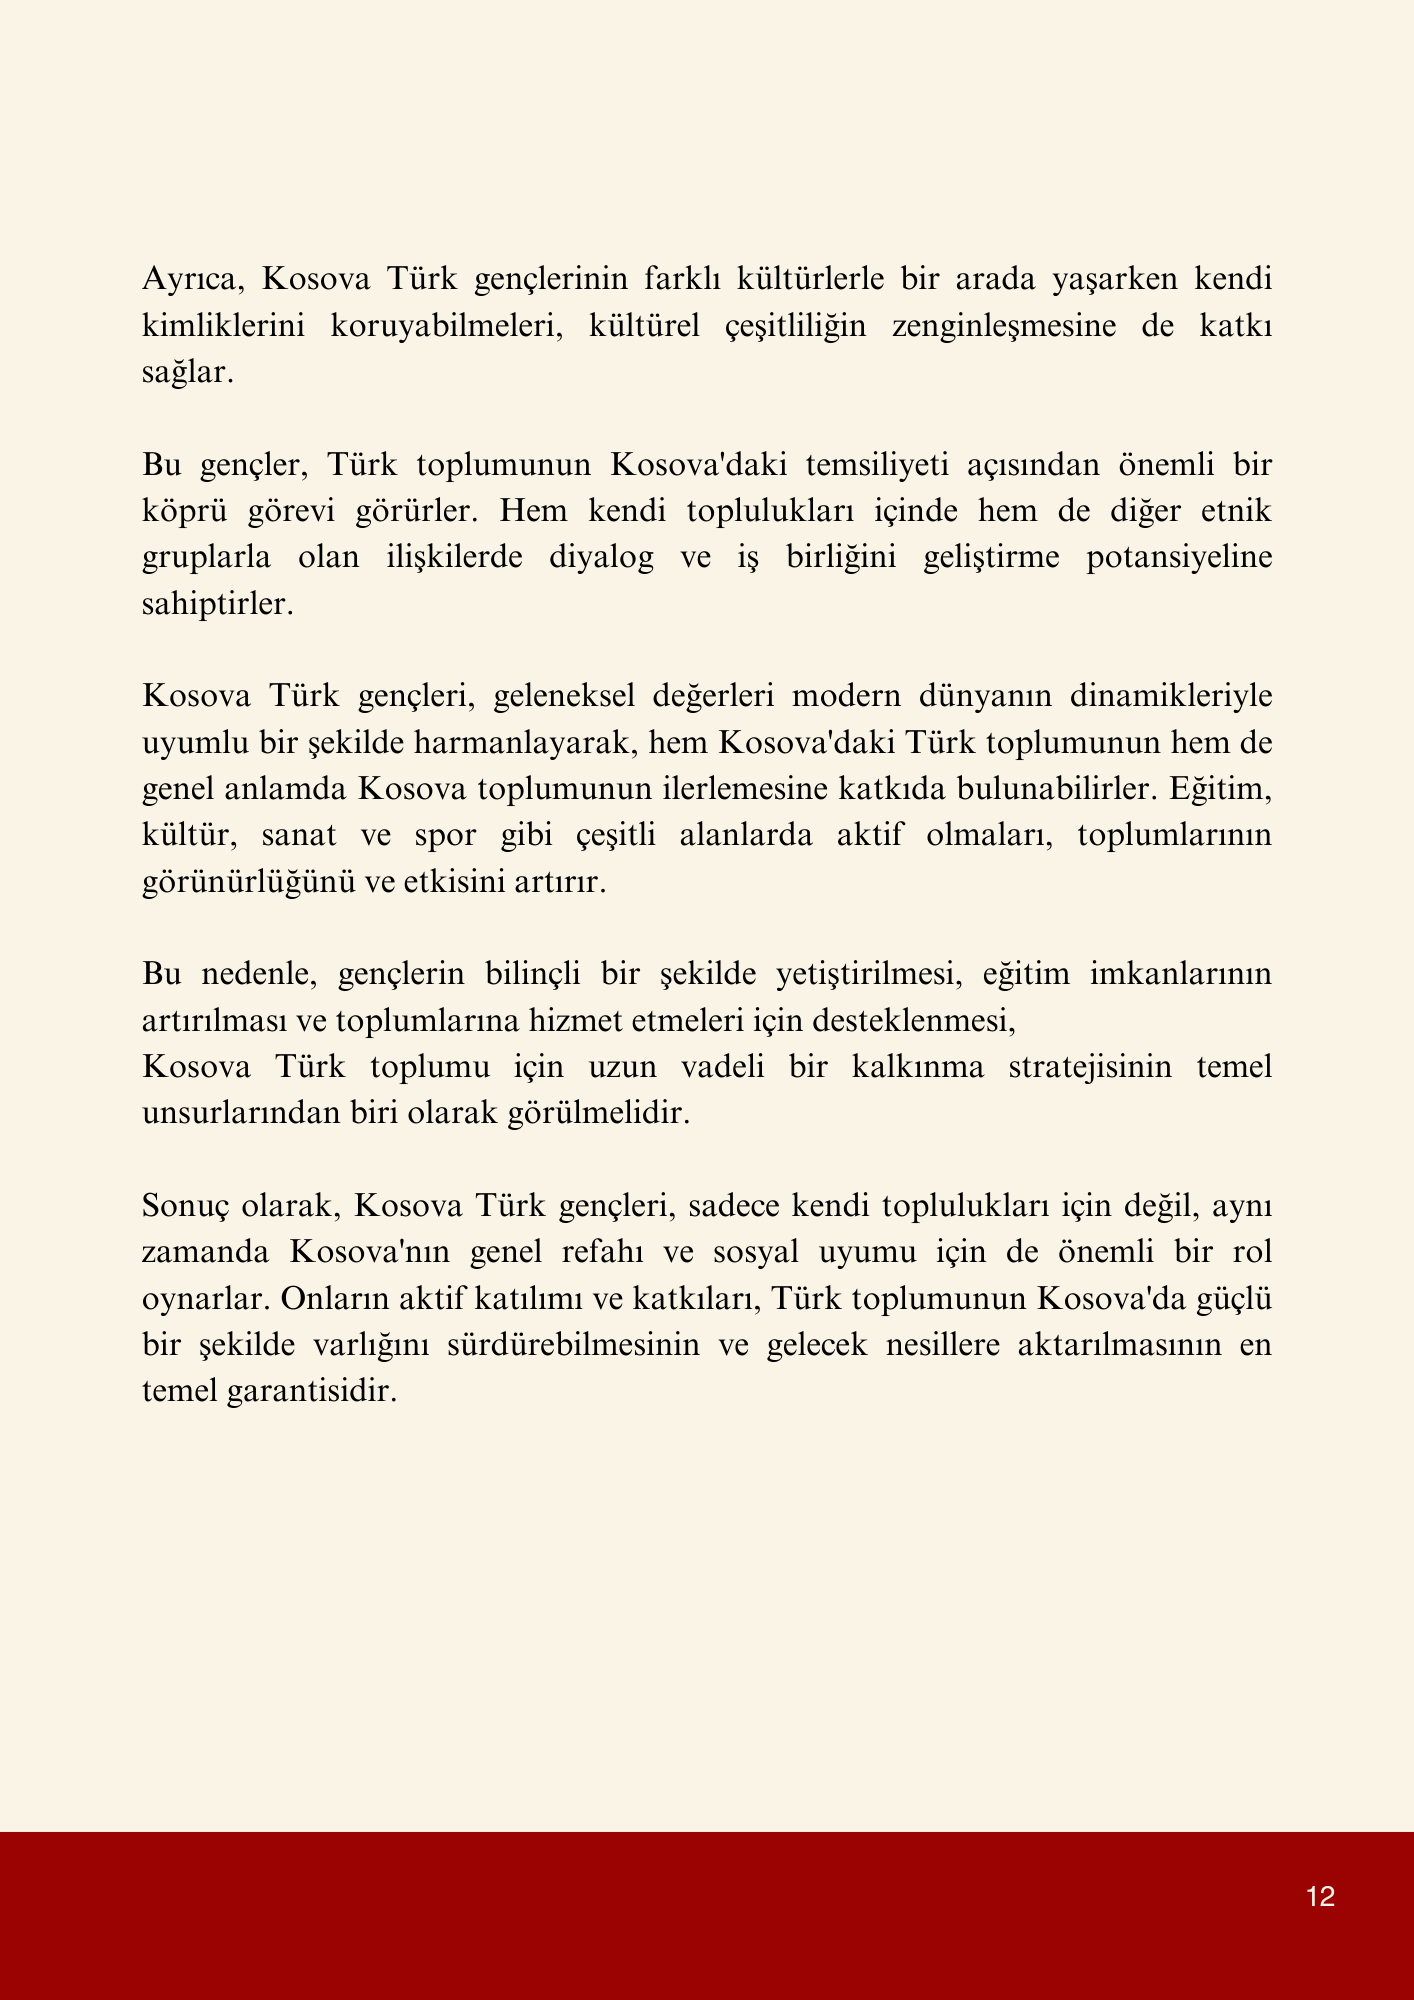 Ayrıca, Kosova Türk gençlerinin farklı kültürlerle bir arada yaşarken kendi
kimliklerini koruyabilmeleri, kültürel çeşitliliğin zenginleşmesine de katkı
sağlar.
Bu gençler, Türk toplumunun Kosova'daki temsiliyeti açısından önemli bir
köprü görevi görürler. Hem kendi toplulukları içinde hem de diğer etnik
gruplarla olan ilişkilerde diyalog ve iş birliğini geliştirme potansiyeline
sahiptirler.
Kosova Türk gençleri, geleneksel değerleri modern dünyanın dinamikleriyle
uyumlu bir şekilde harmanlayarak, hem Kosova'daki Türk toplumunun hem de
genel anlamda Kosova toplumunun ilerlemesine katkıda bulunabilirler. Eğitim,
kültür, sanat ve spor gibi çeşitli alanlarda aktif olmaları, toplumlarının
görünürlüğünü ve etkisini artırır.
Bu nedenle, gençlerin bilinçli bir şekilde yetiştirilmesi, eğitim imkanlarının
artırılması ve toplumlarına hizmet etmeleri için desteklenmesi,
Kosova Türk toplumu için uzun vadeli bir kalkınma stratejisinin temel
unsurlarından biri olarak görülmelidir.
Sonuç olarak, Kosova Türk gençleri, sadece kendi toplulukları için değil, aynı
zamanda Kosova'nın genel refahı ve sosyal uyumu için de önemli bir rol
oynarlar. Onların aktif katılımı ve katkıları, Türk toplumunun Kosova'da güçlü
bir şekilde varlığını sürdürebilmesinin ve gelecek nesillere aktarılmasının en
temel garantisidir.
12